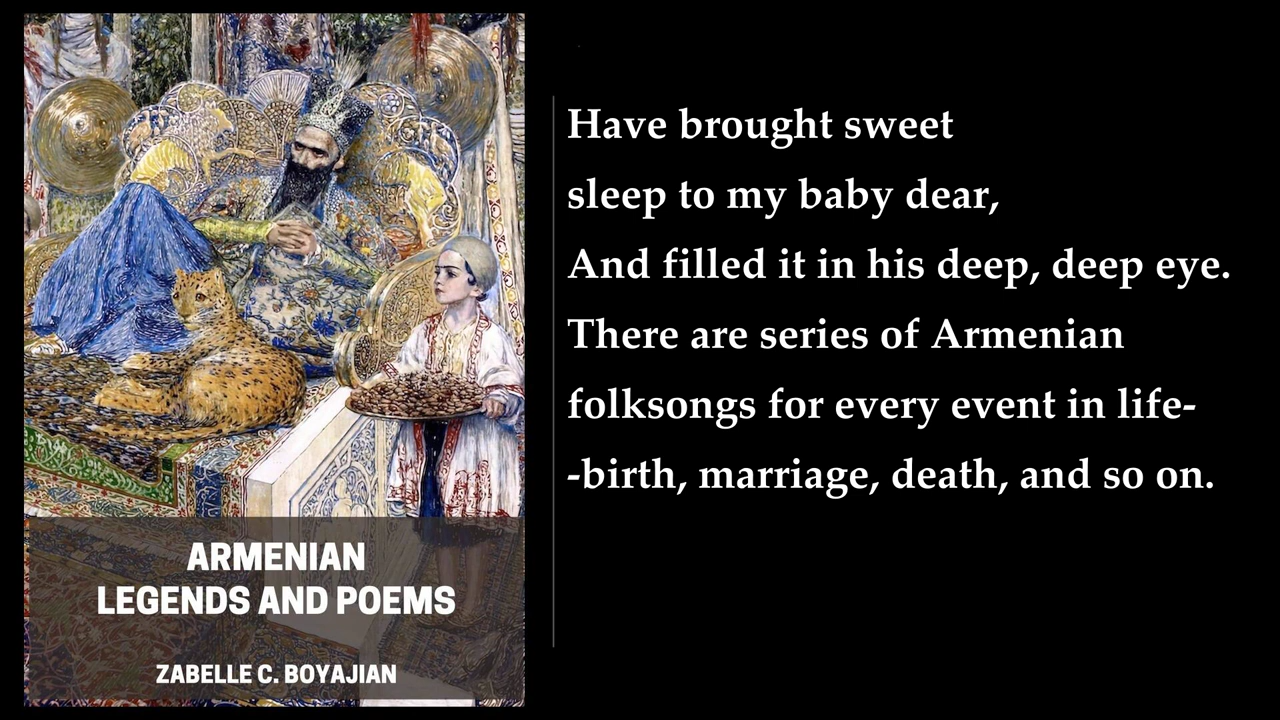 Have brought sweet
sleep to my baby dear,
And filled it in his deep, deep eye.
There are series of Armenian
folksongs for every event in life-
-birth, marriage, death, and so on.
ARMENIAN
LEGENDS AND POEMS
ZABELLE C. BOYAJIAN